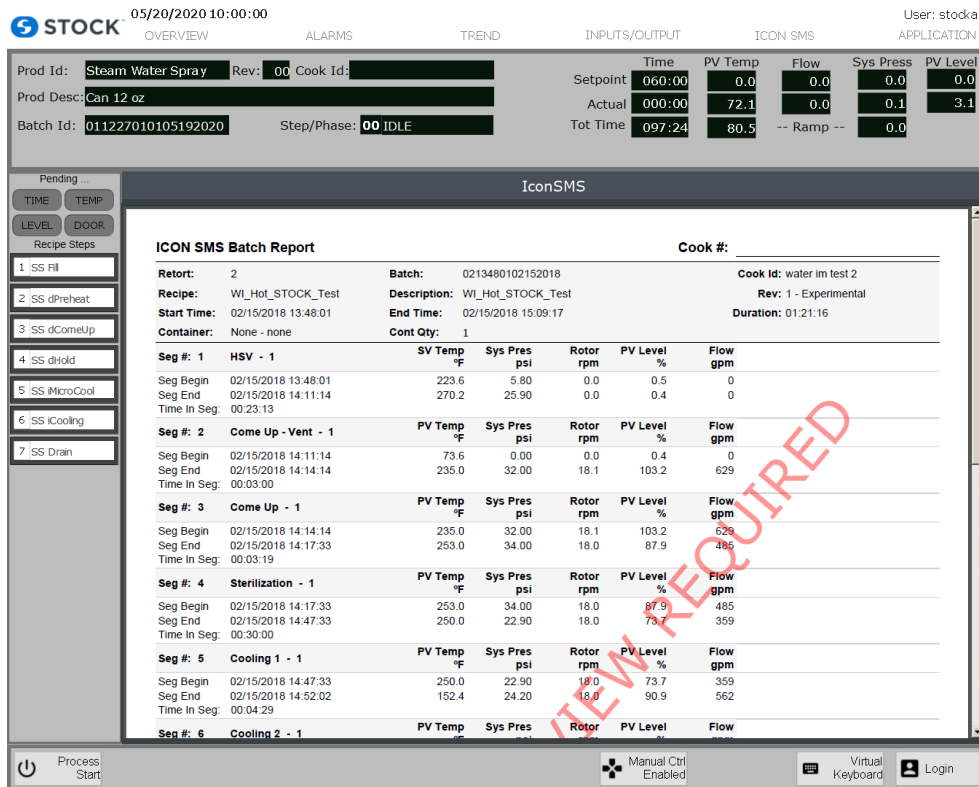 STOCK
05/20/2020 10:00:00
User: stocka
OVERVIEW ALARMS TREND INPUTS/OUTPUT ICON SMS APPLICATION
Time PV Temp Flow Sys Press PV Level
Prod Id: Steam Water Spray Rev: 00 Cook Id:
Setpoint 060:00 0.0 0.0 0.0 0.0
Prod Desc: Can 12 oz
Actual 000:00 72.1 0.0 0.1 3.1
Batch Id: 011227010105192020 Step/Phase: 00 IDLE
Tot Time 097:24 80.5 -- Ramp -- 0.0
Pending ...
TIME TEMP
LEVEL DOOR
Recipe Steps
1 SS Fill
2 SS dPreheat
3 SS dComeUp
4 SS dHold
5 SS iMicroCool
6 SS iCooling
7 SS Drain
IconSMS
ICON SMS Batch Report Cook #:
Retort: 2 Batch: 0213480102152018 Cook Id: water im test 2
Recipe: WI_Hot_STOCK_Test Description: WI_Hot_STOCK_Test Rev: 1 - Experimental
Start Time: 02/15/2018 13:48:01 End Time: 02/15/2018 15:09:17 Duration: 01:21:16
Container: None - none Cont Qty: 1
Seg #: 1 HSV - 1 SV Temp Sys Pres Rotor PV Level Flow
ºF psi rpm % gpm
Seg Begin 02/15/2018 13:48:01 223.6 5.80 0.0 0.5 0
Seg End 02/15/2018 14:11:14 270.2 25.90 0.0 0.4 0
Time In Seg: 00:23:13
Seg #: 2 Come Up - Vent - 1 PV Temp Sys Pres Rotor PV Level Flow
ºF psi rpm % gpm
Seg Begin 02/15/2018 14:11:14 73.6 0.00 0.0 0.4 0
Seg End 02/15/2018 14:14:14 235.0 32.00 18.1 103.2 629
Time In Seg: 00:03:00
Seg #: 3 Come Up - 1 PV Temp Sys Pres Rotor PV Level Flow
ºF psi rpm % gpm
Seg Begin 02/15/2018 14:14:14 235.0 32.00 18.1 103.2 629
Seg End 02/15/2018 14:17:33 253.0 34.00 18.0 87.9 485
Time In Seg: 00:03:19
Seg #: 4 Sterilization - 1 PV Temp Sys Pres Rotor PV Level Flow
ºF psi rpm % gpm
Seg Begin 02/15/2018 14:17:33 253.0 34.00 18.0 87.9 485
Seg End 02/15/2018 14:47:33 250.0 22.90 18.0 73.7 359
Time In Seg: 00:30:00
Seg #: 5 Cooling 1 - 1 PV Temp Sys Pres Rotor PV Level Flow
ºF psi rpm % gpm
Seg Begin 02/15/2018 14:47:33 250.0 22.90 18.0 73.7 359
Seg End 02/15/2018 14:52:02 152.4 24.20 18.0 90.9 562
Time In Seg: 00:04:29
Seg #: 6 Cooling 2 - 1 PV Temp Sys Pres Rotor PV Level Flow
VIEW REQUIRED
Process Start
Manual Ctrl Enabled
Virtual Keyboard
Login